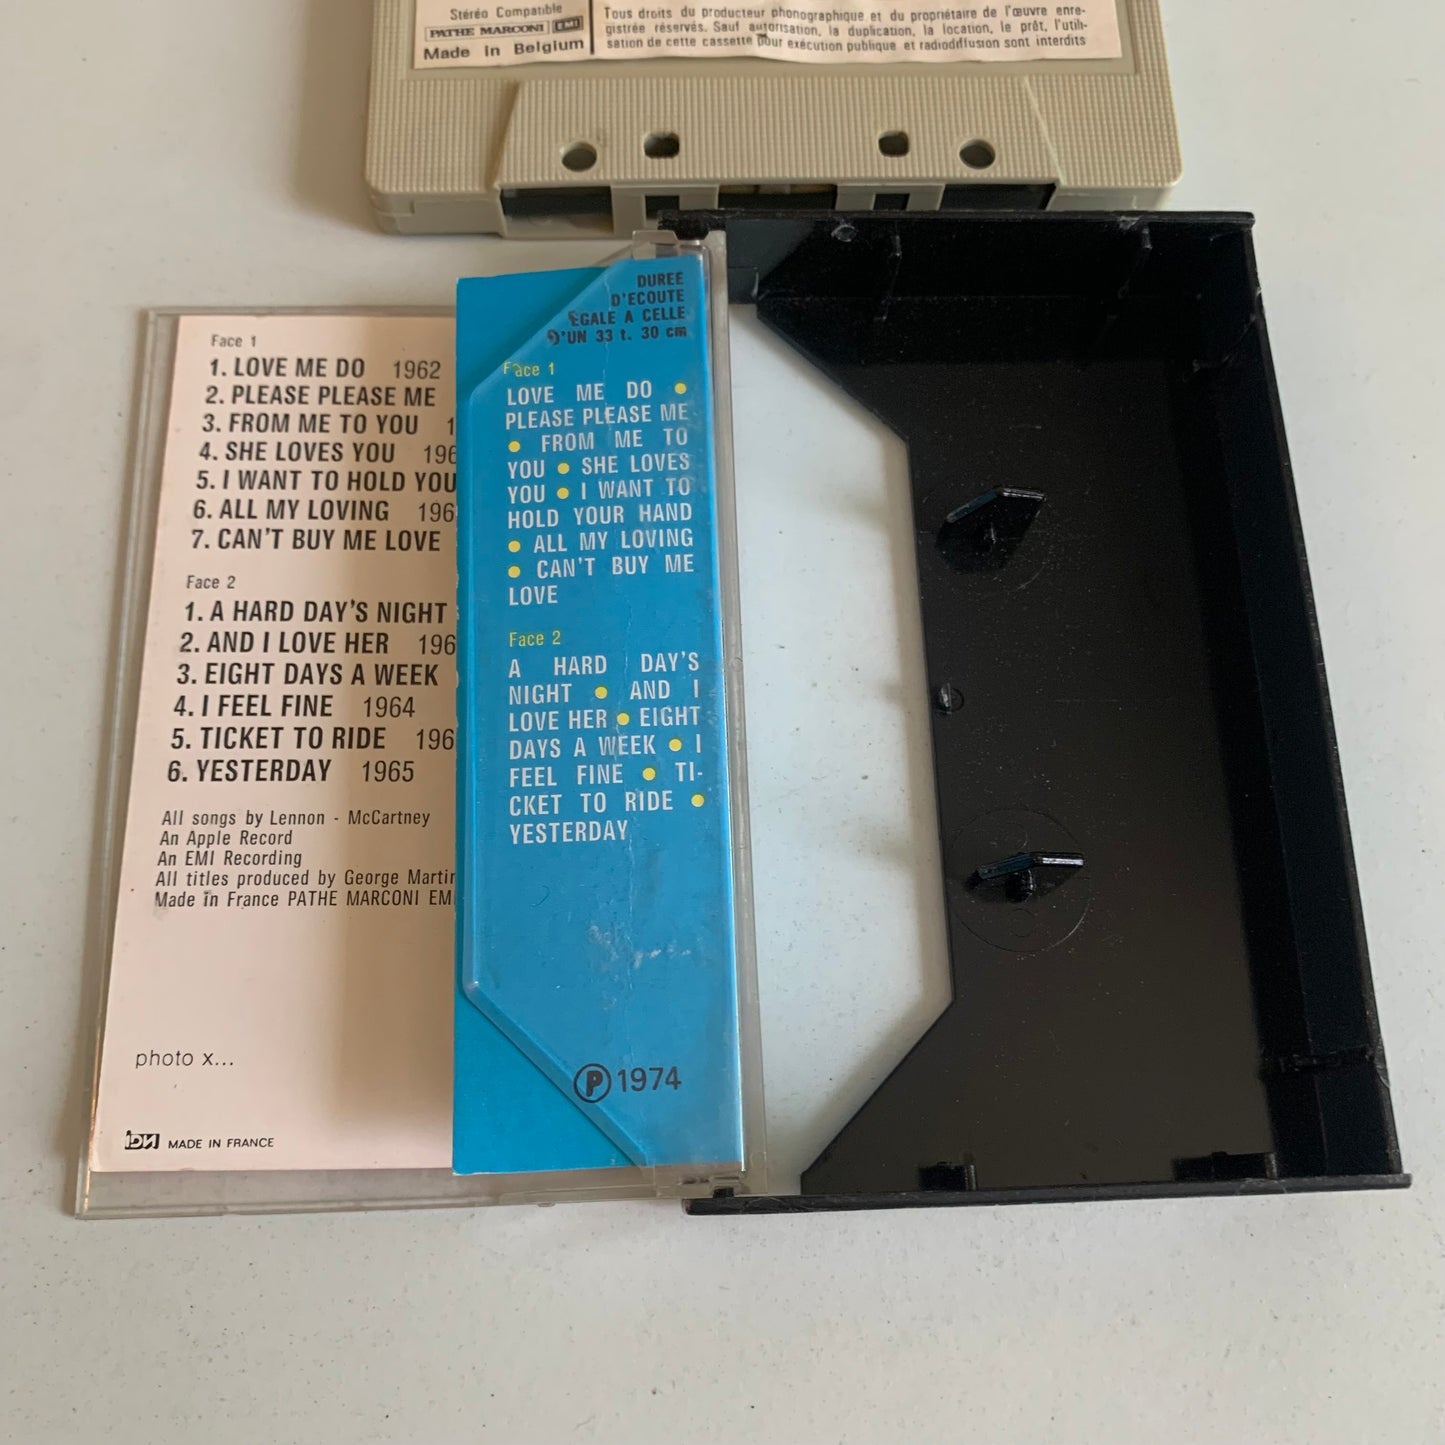 Stéréo Compatible
PATHE MARCONI EMI
Made in Belgium
Tous droits du producteur phonographique et du propriétaire de l'œuvre enre-
gistrée réservés. Sauf autorisation, la duplication, la location, le prêt, l'utili-
sation de cette cassette pour exécution publique et radiodiffusion sont interdits
Face 1
1. LOVE ME DO 1962
2. PLEASE PLEASE ME
3. FROM ME TO YOU 1
4. SHE LOVES YOU 196
5. I WANT TO HOLD YOU
6. ALL MY LOVING 196
7. CAN'T BUY ME LOVE
Face 2
1. A HARD DAY'S NIGHT
2. AND I LOVE HER 196
3. EIGHT DAYS A WEEK
4. I FEEL FINE 1964
5. TICKET TO RIDE 196
6. YESTERDAY 1965
All songs by Lennon - McCartney
An Apple Record
An EMI Recording
All titles produced by George Martin
Made in France PATHE MARCONI EMI
photo x...
IDN MADE IN FRANCE
DUREE
D'ECOUTE
EGALE A CELLE
D'UN 33 t. 30 cm
Face 1
LOVE ME DO ●
PLEASE PLEASE ME
● FROM ME TO
YOU ● SHE LOVES
YOU ● I WANT TO
HOLD YOUR HAND
● ALL MY LOVING
● CAN'T BUY ME
LOVE
Face 2
A HARD DAY'S
NIGHT ● AND I
LOVE HER ● EIGHT
DAYS A WEEK ● I
FEEL FINE ● TI-
CKET TO RIDE ●
YESTERDAY
Ⓟ 1974